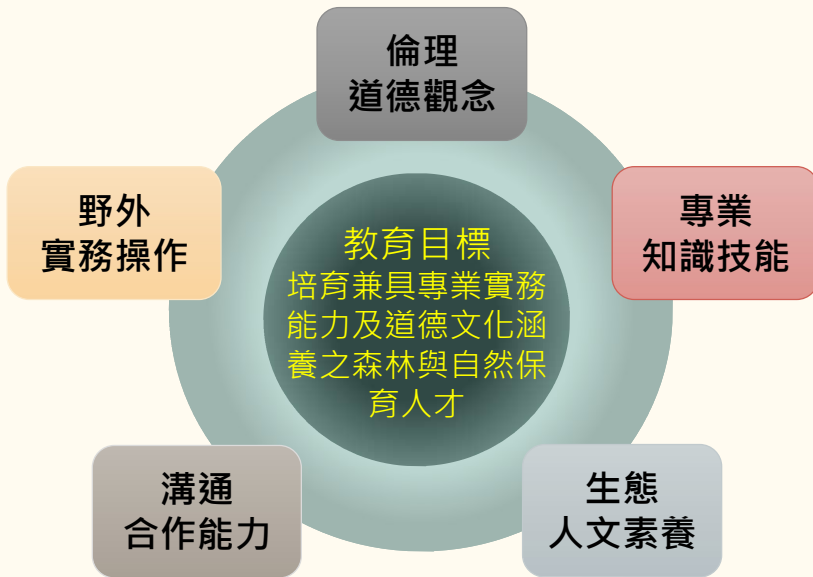 倫理
道德觀念
野外
實務操作
專業
知識技能
教育目標
培育兼具專業實務
能力及道德文化涵
養之森林與自然保
育人才
溝通
合作能力
生態
人文素養